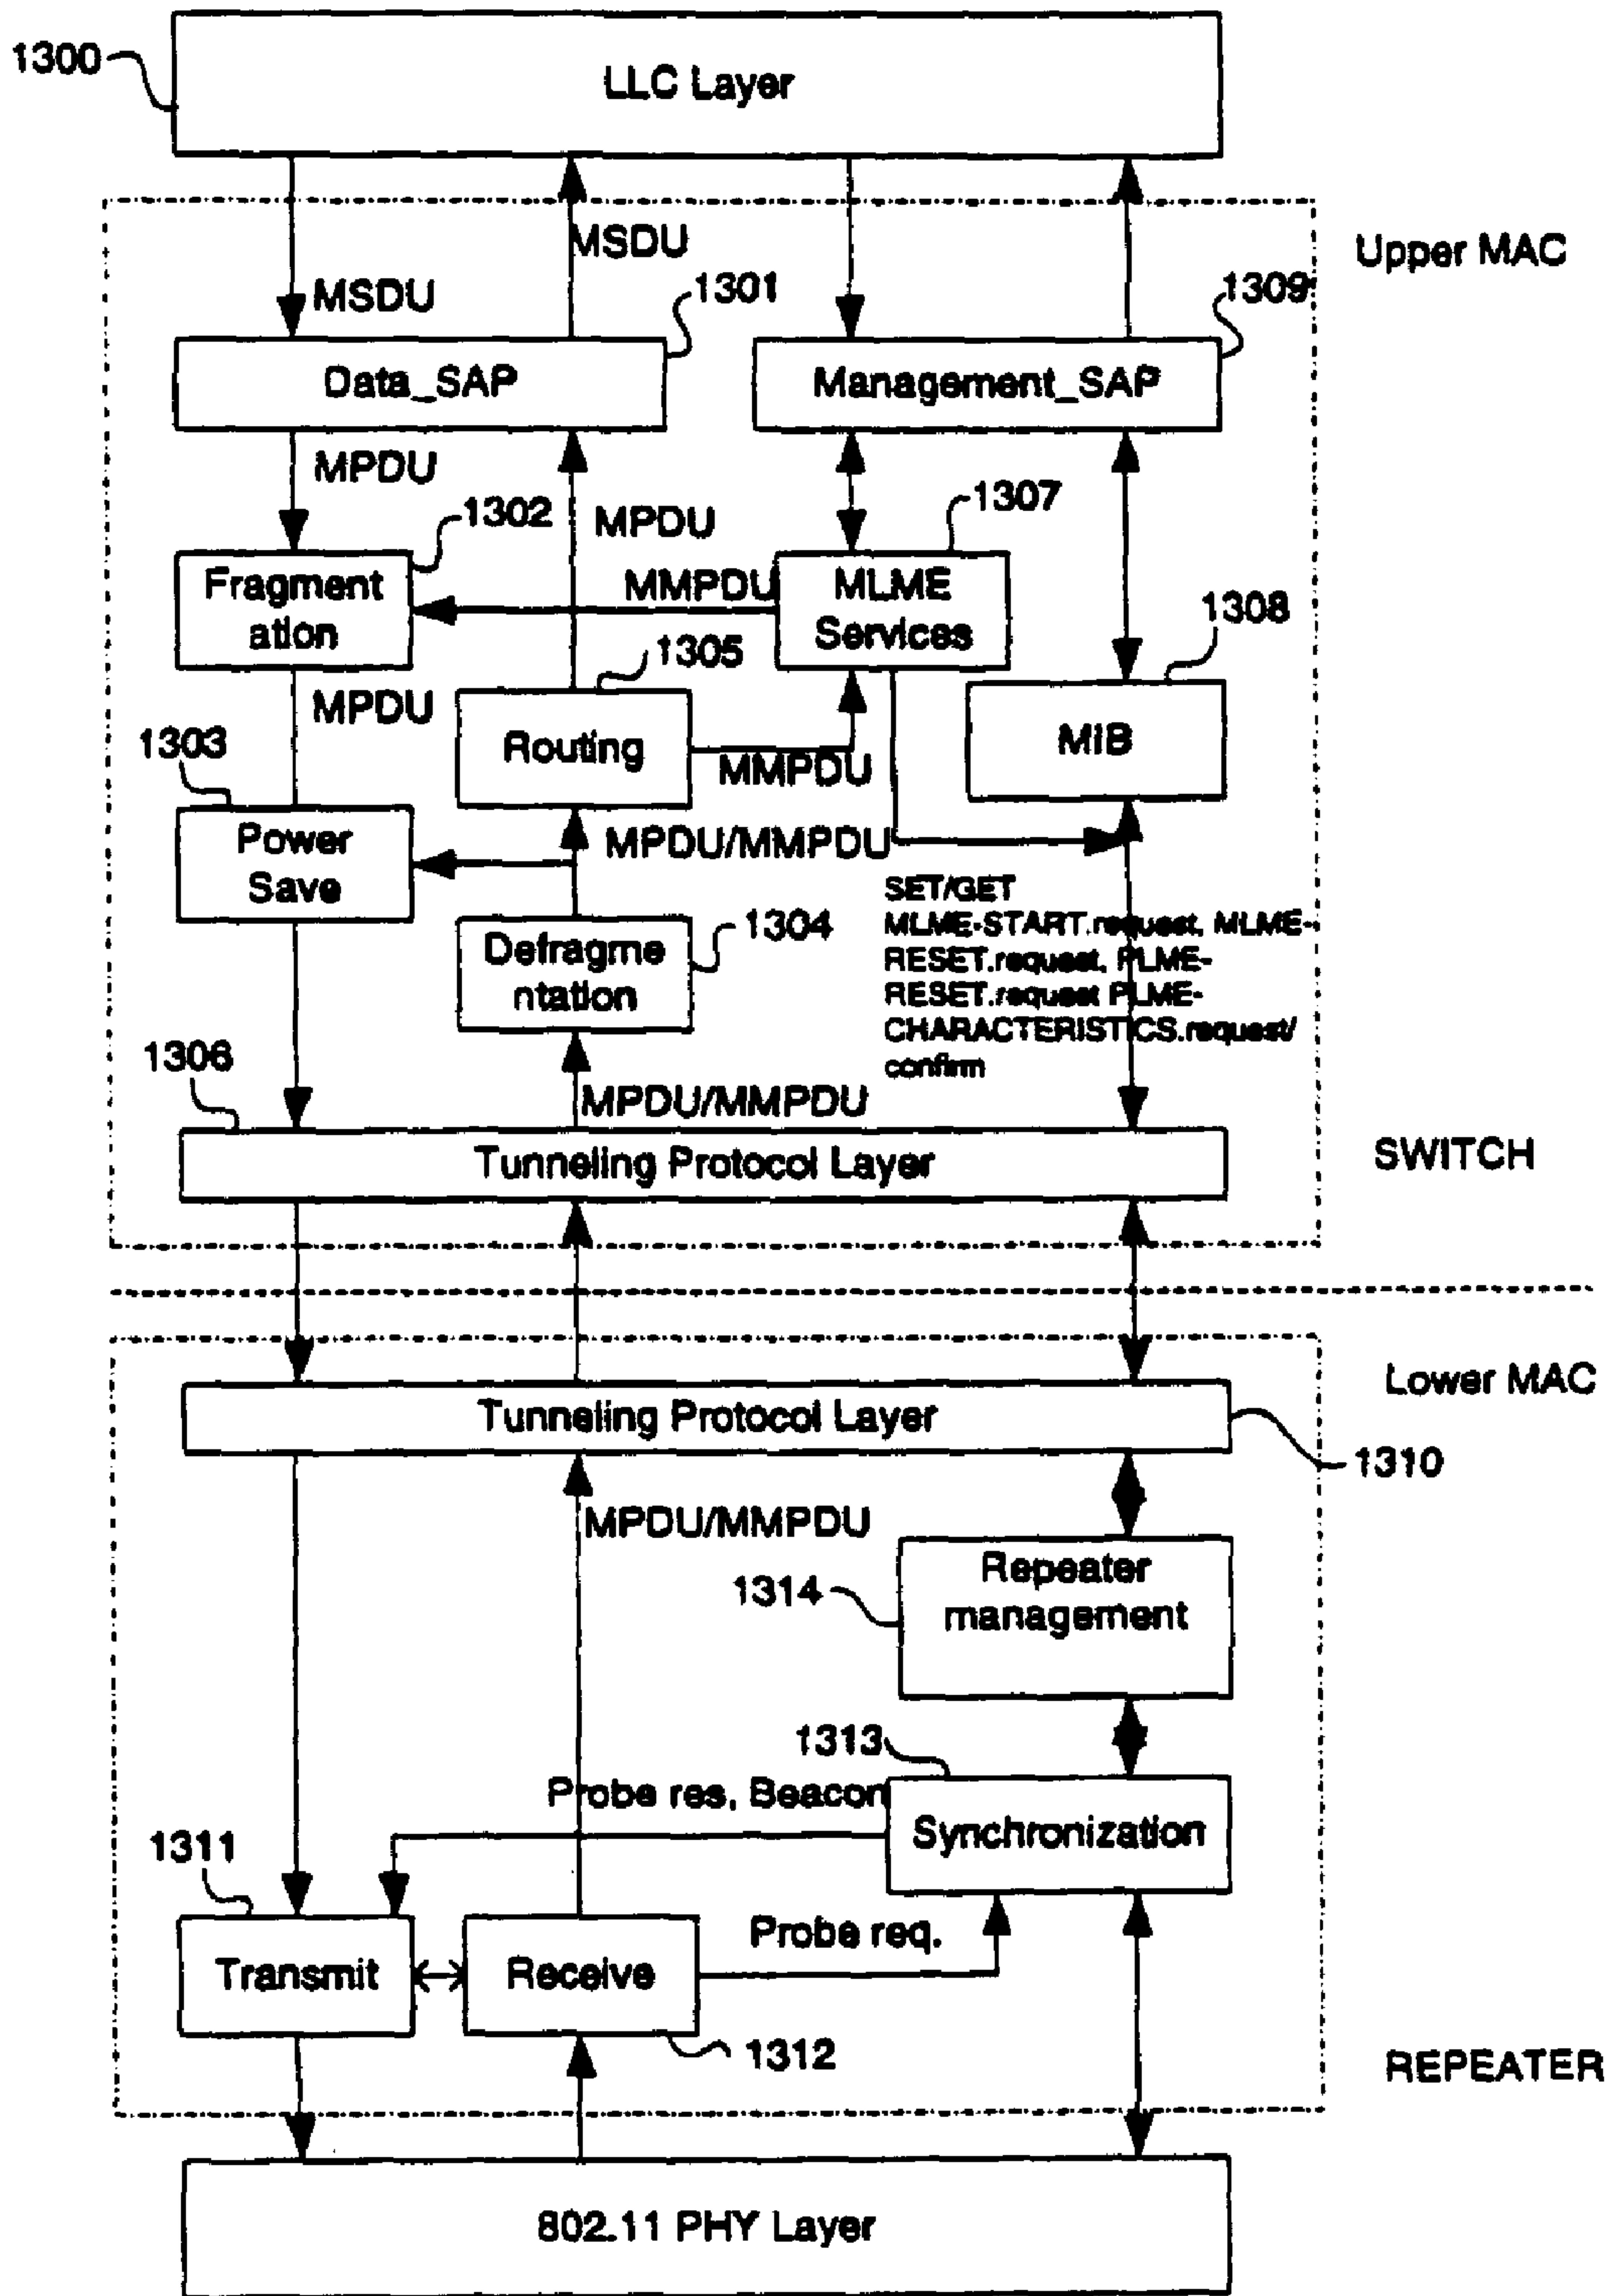 1300
LLC Layer
MSDU
Upper MAC
MSDU
1301
1309
Data_SAP
Management_SAP
MPDU
1302
MPDU
1307
Fragment
ation
MMPDU
MLME
Services
1308
1305
MPDU
1303
Routing
MMPDU
MIB
Power
Save
MPDU/MMPDU
SET/GET
MLME-START.request, MLME-
RESET.request, PLME-
RESET.request PLME-
CHARACTERISTICS.request/
confirm
Defragme
ntation
1304
1306
MPDU/MMPDU
Tunneling Protocol Layer
SWITCH
Lower MAC
Tunneling Protocol Layer
1310
MPDU/MMPDU
Repeater
management
1314
1313
Probe res, Beacon
Synchronization
1311
Probe req.
Transmit
Receive
1312
REPEATER
802.11 PHY Layer